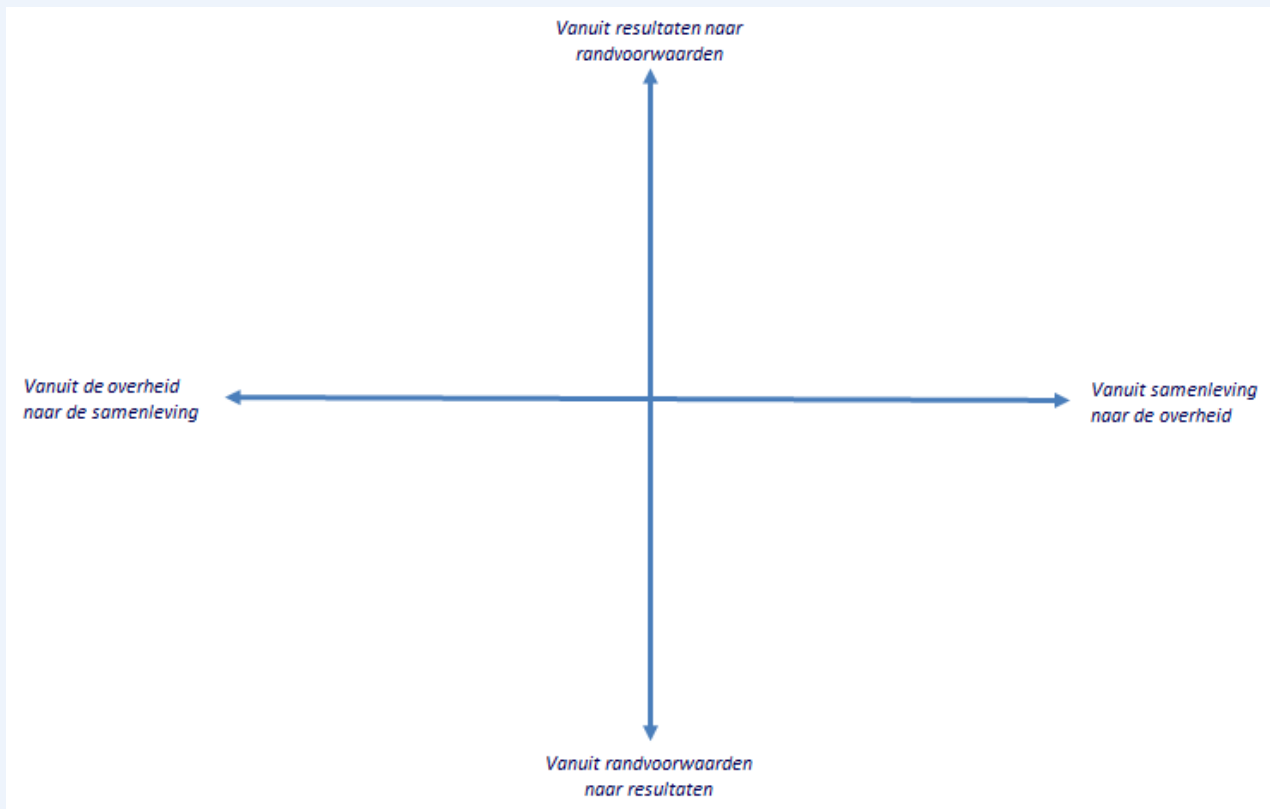 Vanuit resultaten naar
randvoorwaarden
Vanuit de overheid
naar de samenleving
Vanuit samenleving
naar de overheid
Vanuit randvoorwaarden
naar resultaten